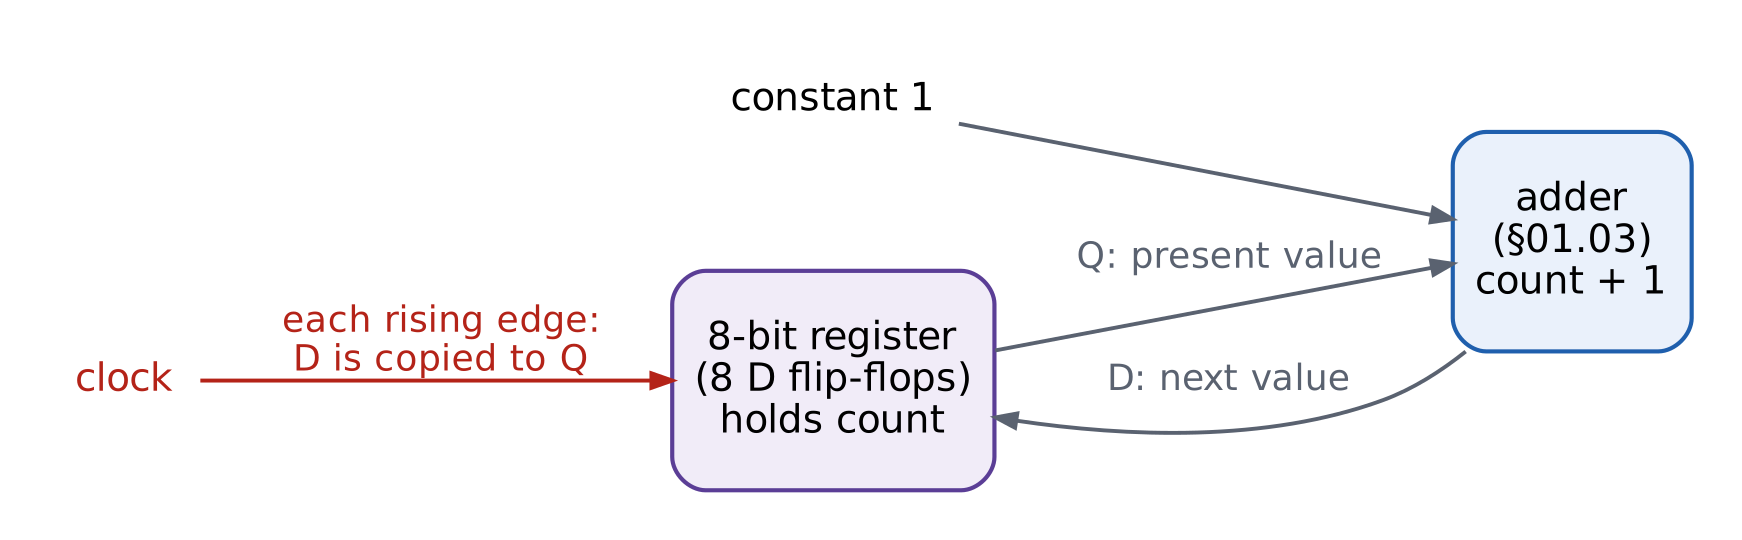 constant 1
adder
(§01.03)
count + 1
Q: present value
each rising edge:
D is copied to Q
clock
8-bit register
(8 D flip-flops)
holds count
D: next value